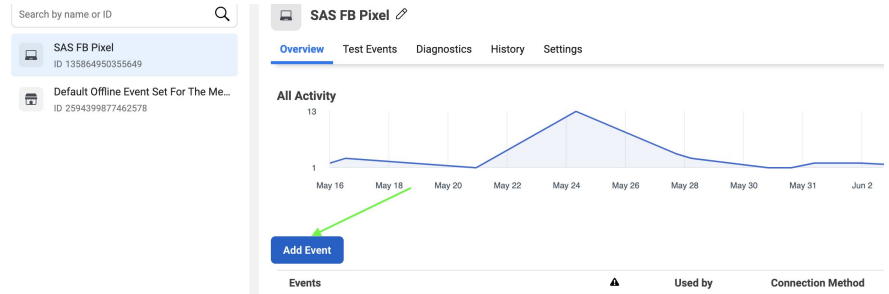 Search by name or ID
SAS FB Pixel
ID 135864950355649
Default Offline Event Set For The Me...
ID 2594399877462578
SAS FB Pixel
Overview Test Events Diagnostics History Settings
All Activity
13
1
May 16 May 18 May 20 May 22 May 24 May 26 May 28 May 30 May 31 Jun 2
Add Event
Events Used by Connection Method